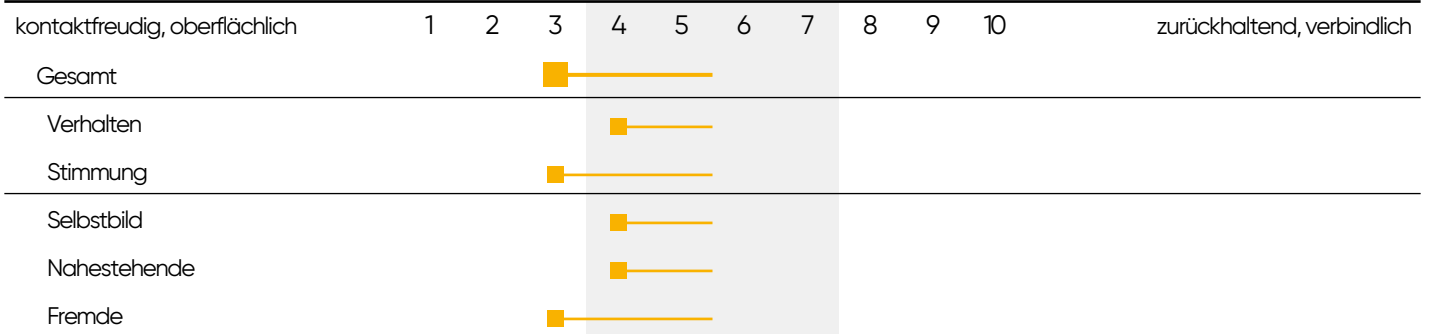 kontaktfreudig, oberflächlich 1 2 3 4 5 6 7 8 9 10 zurückhaltend, verbindlich
Gesamt
Verhalten
Stimmung
Selbstbild
Nahestehende
Fremde